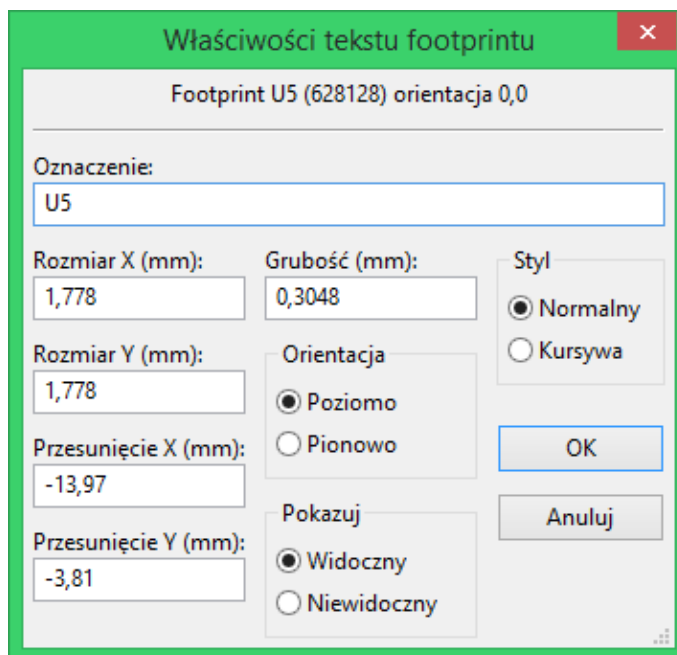 Właściwości tekstu footprintu
Footprint U5 (628128) orientacja 0,0
Oznaczenie:
U5
Rozmiar X (mm):
1,778
Rozmiar Y (mm):
1,778
Przesunięcie X (mm):
-13,97
Przesunięcie Y (mm):
-3,81
Grubość (mm):
0,3048
Orientacja
Poziomo
Pionowo
Pokazuj
Widoczny
Niewidoczny
Styl
Normalny
Kursywa
OK
Anuluj